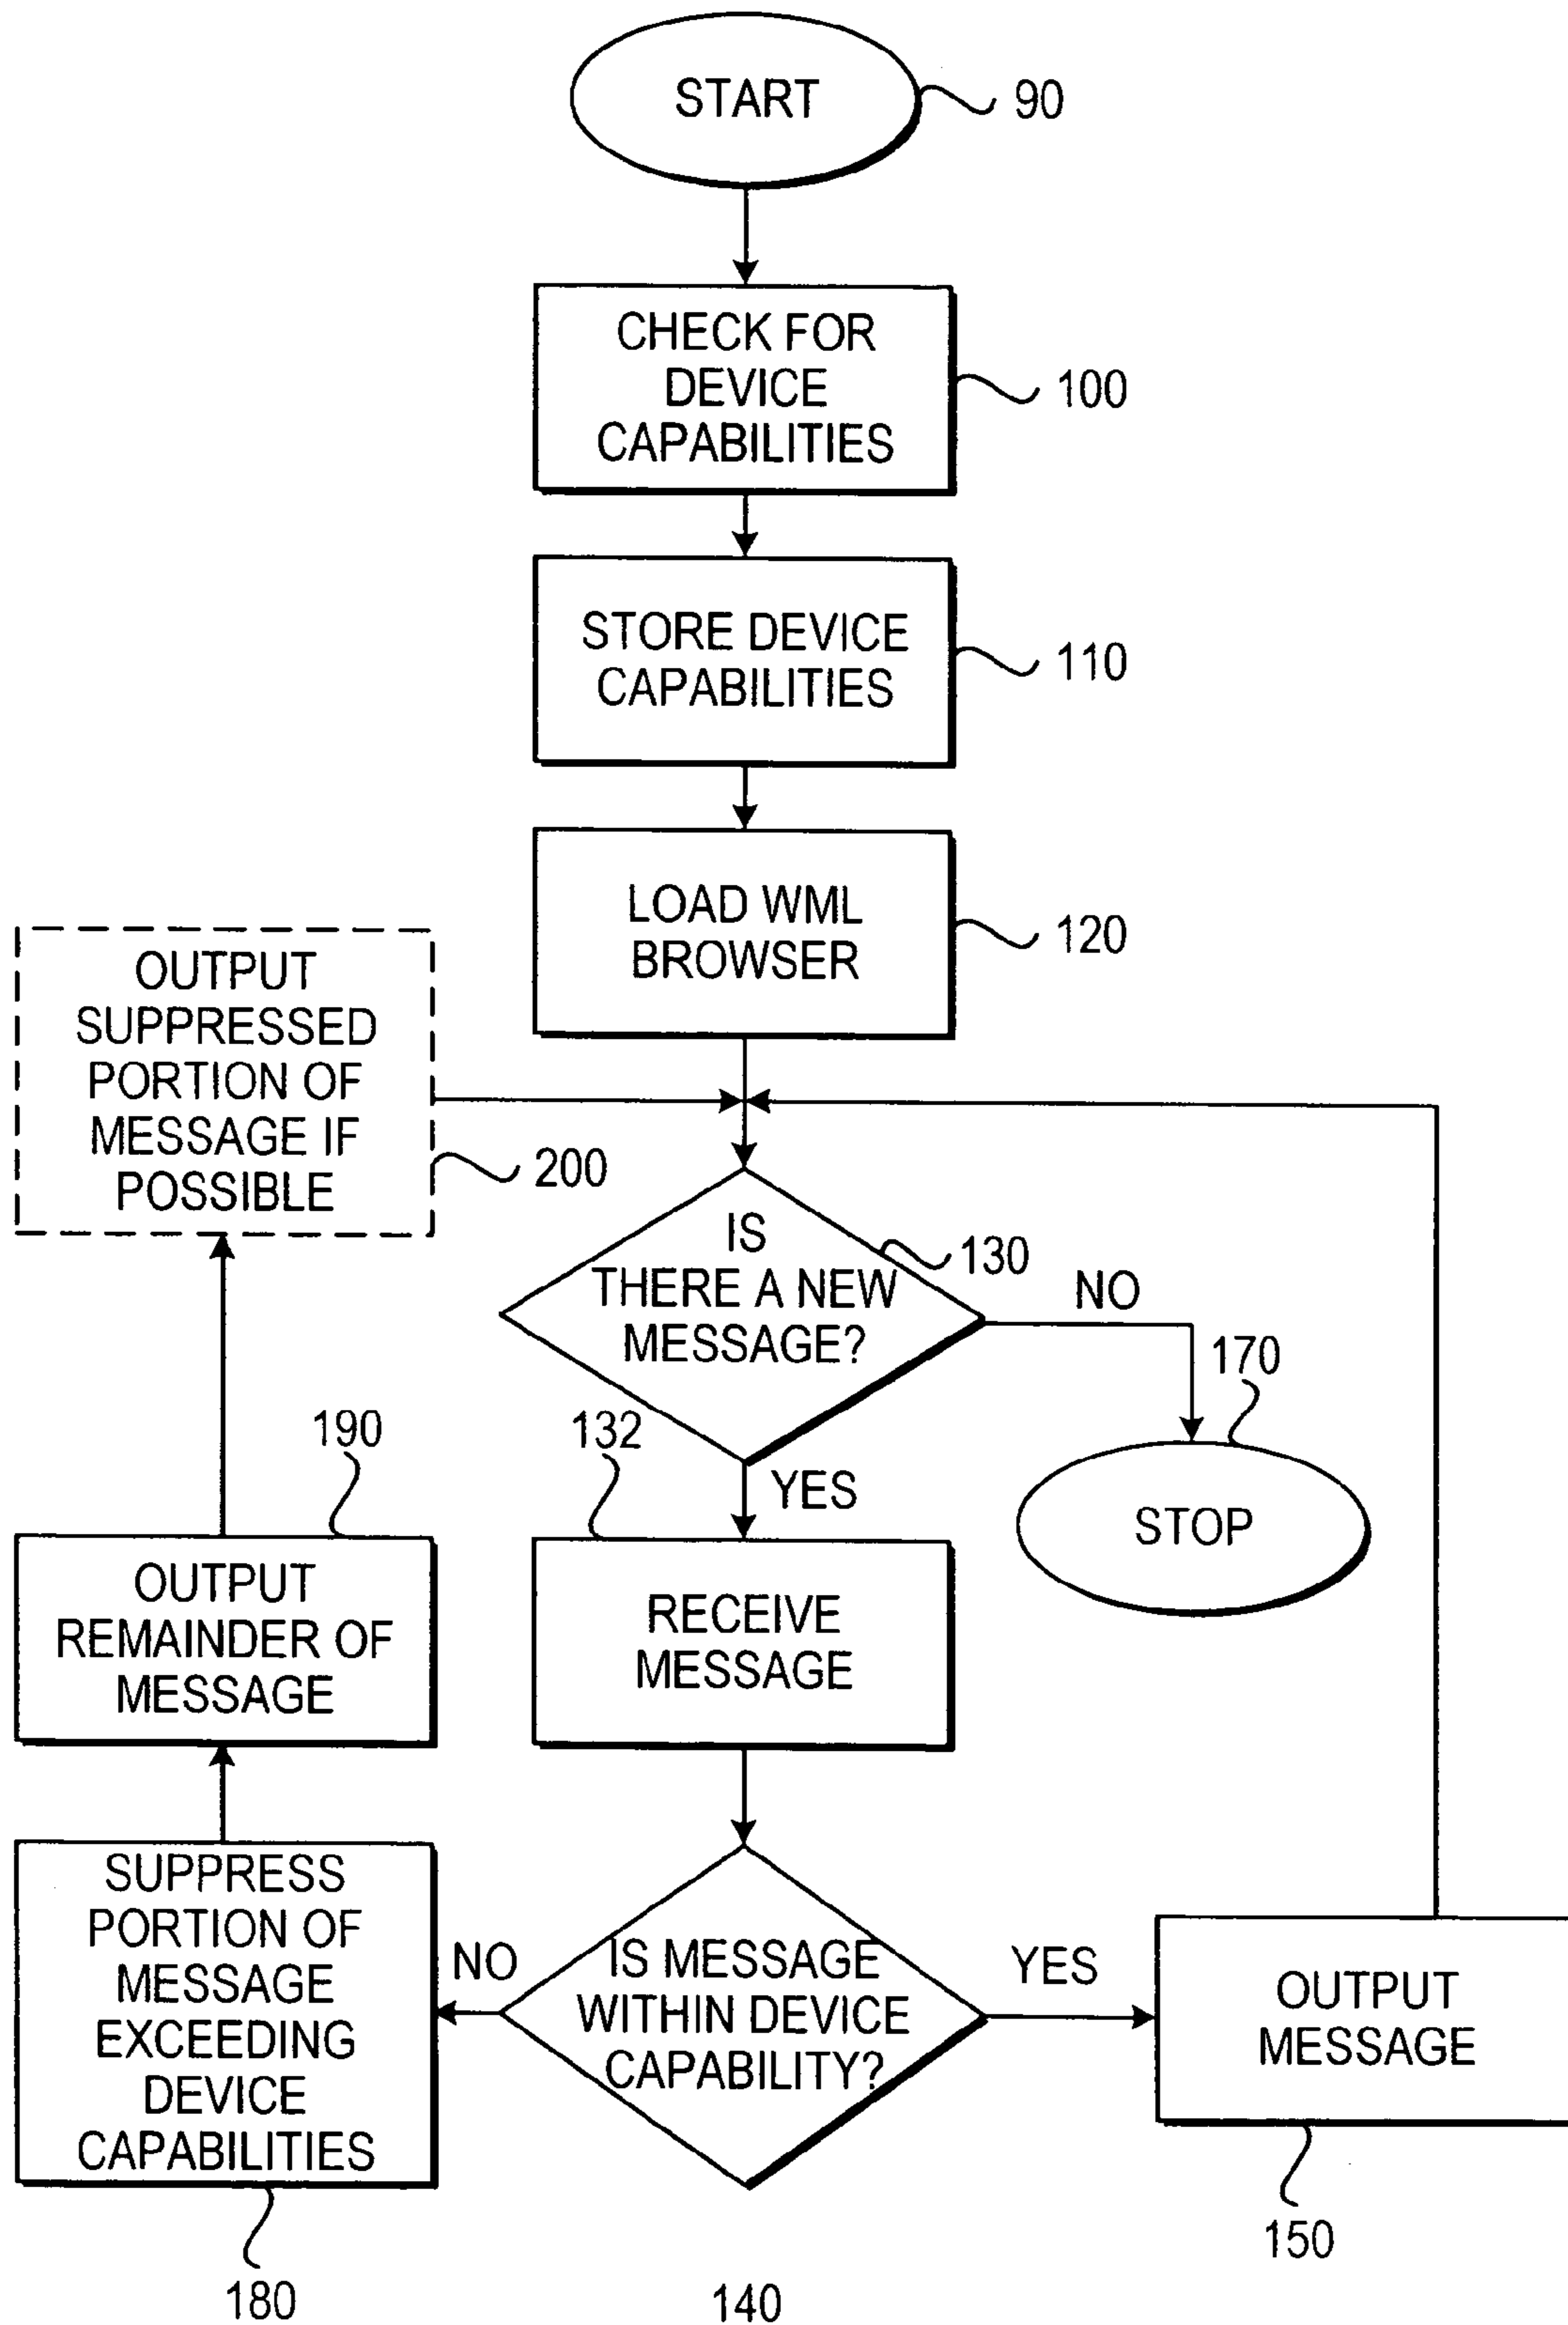 START
90
CHECK FOR
DEVICE
CAPABILITIES
100
STORE DEVICE
CAPABILITIES
110
LOAD WML
BROWSER
120
OUTPUT
SUPPRESSED
PORTION OF
MESSAGE IF
POSSIBLE
200
IS
THERE A NEW
MESSAGE?
130
NO
170
STOP
YES
132
RECEIVE
MESSAGE
190
OUTPUT
REMAINDER OF
MESSAGE
SUPPRESS
PORTION OF
MESSAGE
EXCEEDING
DEVICE
CAPABILITIES
180
NO
IS MESSAGE
WITHIN DEVICE
CAPABILITY?
140
YES
OUTPUT
MESSAGE
150